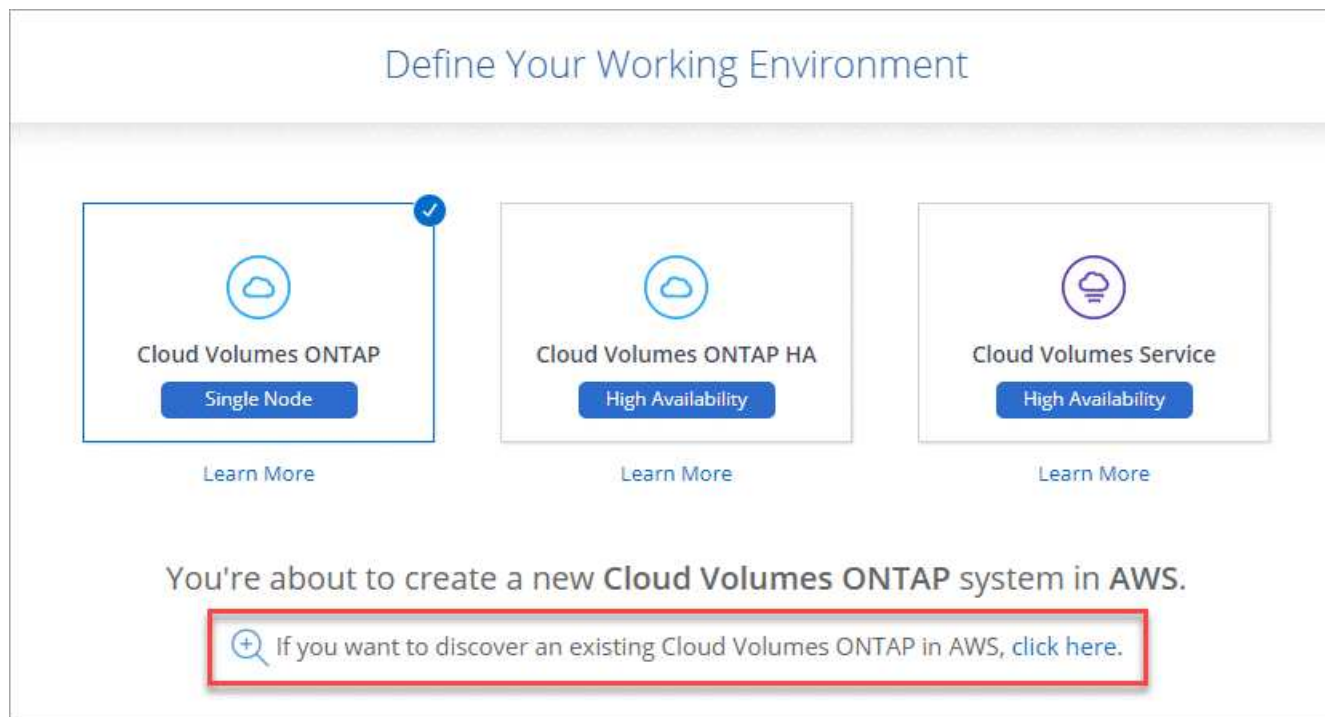 Define Your Working Environment
Cloud Volumes ONTAP
Single Node
Learn More
Cloud Volumes ONTAP HA
High Availability
Learn More
Cloud Volumes Service
High Availability
Learn More
You're about to create a new Cloud Volumes ONTAP system in AWS.
If you want to discover an existing Cloud Volumes ONTAP in AWS, click here.